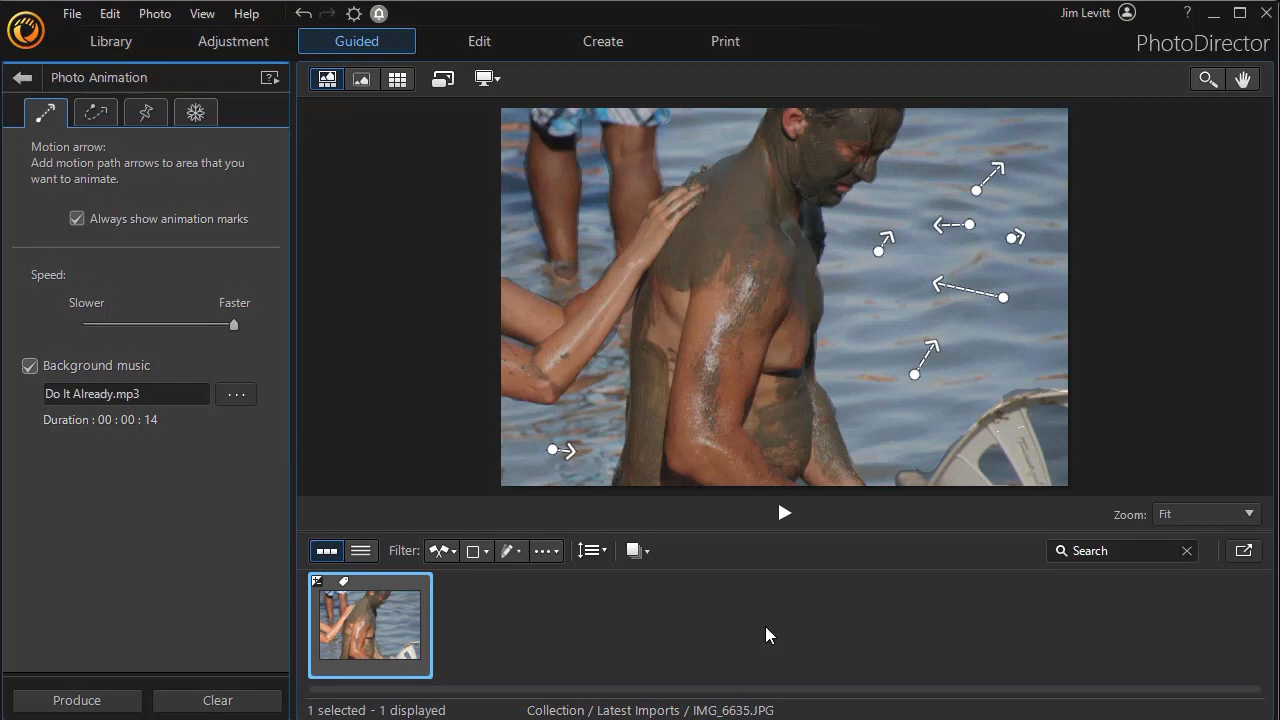 File Edit Photo View Help
Jim Levitt
?
Library Adjustment Guided Edit Create Print
PhotoDirector
Photo Animation
Motion arrow:
Add motion path arrows to area that you
want to animate.
Always show animation marks
Speed:
Slower Faster
Background music
Do It Already.mp3 ...
Duration : 00 : 00 : 14
Zoom: Fit
Filter:
Search
Produce Clear
1 selected - 1 displayed Collection / Latest Imports / IMG_6635.JPG